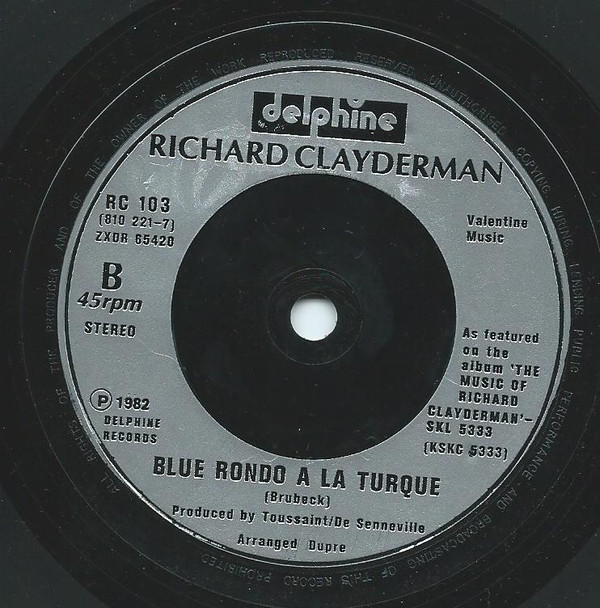 delphine
RICHARD CLAYDERMAN
RC 103
(810 221-7)
ZXDR 65420
Valentine
Music
B
45rpm
STEREO
As featured
on the
album 'THE
MUSIC OF
RICHARD
CLAYDERMAN'–
SKL 5333
(KSKC 5333)
Ⓟ 1982
DELPHINE
RECORDS
BLUE RONDO A LA TURQUE
(Brubeck)
Produced by Toussaint/De Senneville
Arranged Dupre
ALL RIGHTS OF THE PRODUCER AND OF THE OWNER OF THE WORK REPRODUCED RESERVED UNAUTHORISED COPYING HIRING LENDING PUBLIC PERFORMANCE AND BROADCASTING OF THIS RECORD PROHIBITED